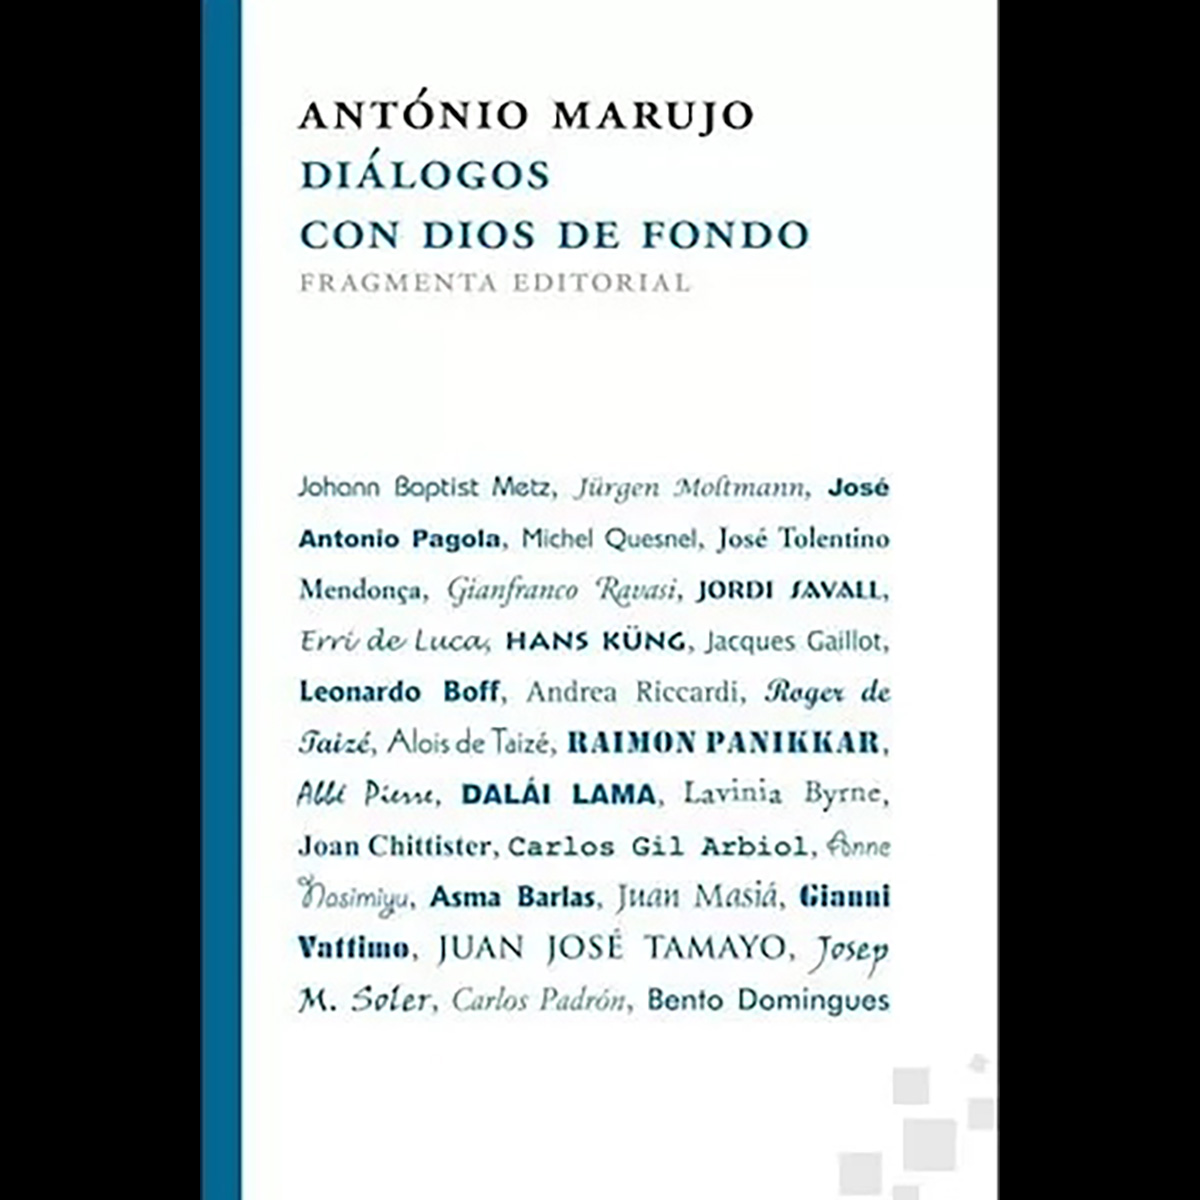 ANTÓNIO MARUJO
DIÁLOGOS
CON DIOS DE FONDO
FRAGMENTA EDITORIAL
Johann Baptist Metz, Jürgen Moltmann, José
Antonio Pagola, Michel Quesnel, José Tolentino
Mendonça, Gianfranco Ravasi, JORDI SAVALL,
Erri de Luca, HANS KÜNG, Jacques Gaillot,
Leonardo Boff, Andrea Riccardi, Roger de
Taizé, Alois de Taizé, RAIMON PANIKKAR,
Abbé Pierre, DALÁI LAMA, Lavinia Byrne,
Joan Chittister, Carlos Gil Arbiol, Anne
Nasimiyu, Asma Barlas, Juan Masiá, Gianni
Vattimo, JUAN JOSÉ TAMAYO, Josep
M. Soler, Carlos Padrón, Bento Domingues